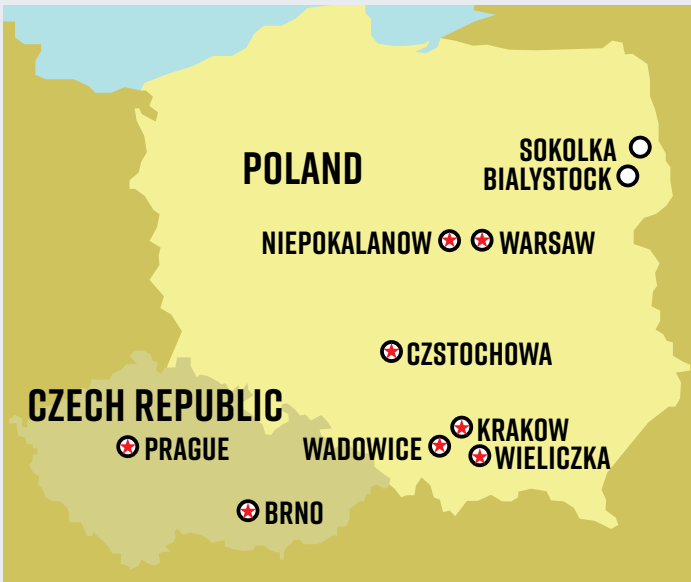 POLAND
SOKOLKA
BIALYSTOCK
NIEPOKALANOW
WARSAW
CZSTOCHOWA
CZECH REPUBLIC
KRAKOW
PRAGUE
WADOWICE
WIELICZKA
BRNO